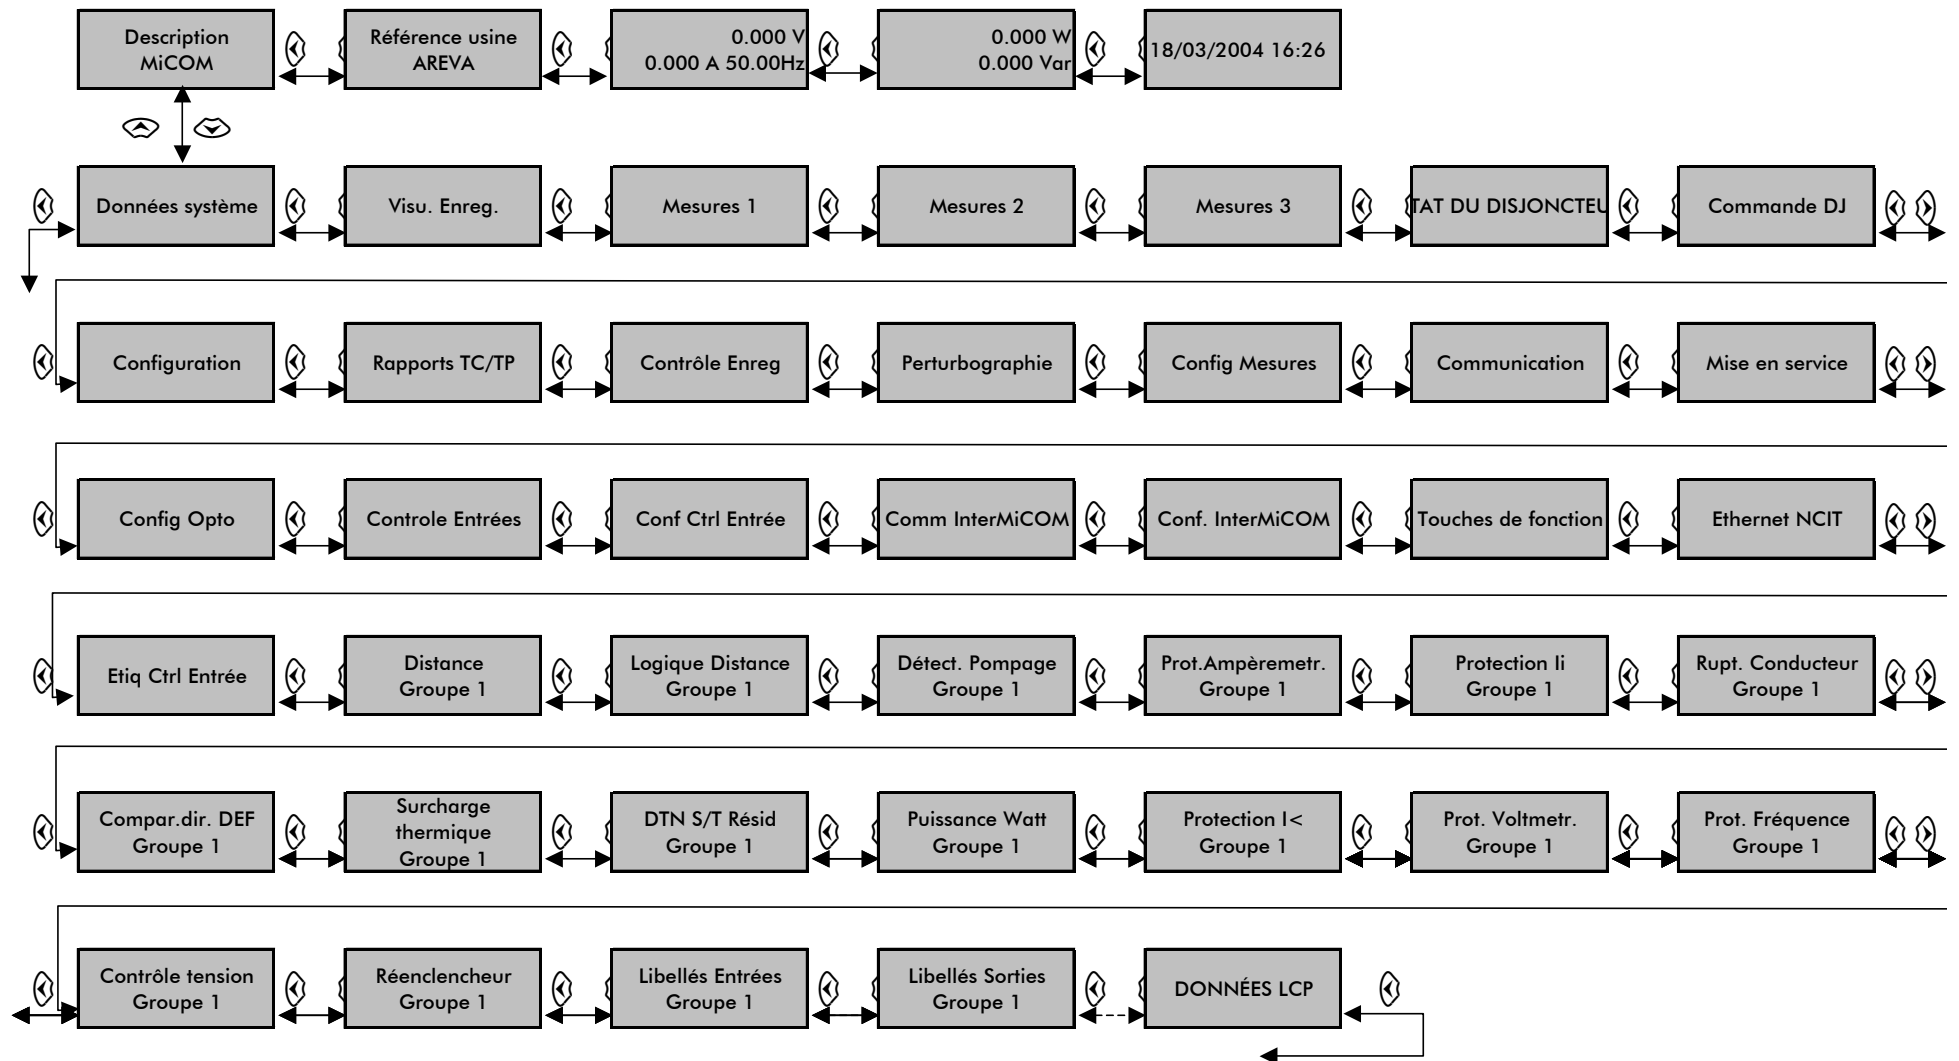 Description
MiCOM
Référence usine
AREVA
0.000 V
0.000 A 50.00Hz
0.000 W
0.000 Var
18/03/2004 16:26
Données système
Visu. Enreg.
Mesures 1
Mesures 2
Mesures 3
TAT DU DISJONCTEU
Commande DJ
Configuration
Rapports TC/TP
Contrôle Enreg
Perturbographie
Config Mesures
Communication
Mise en service
Config Opto
Controle Entrées
Conf Ctrl Entrée
Comm InterMiCOM
Conf. InterMiCOM
Touches de fonction
Ethernet NCIT
Etiq Ctrl Entrée
Distance
Groupe 1
Logique Distance
Groupe 1
Détect. Pompage
Groupe 1
Prot.Ampèremetr.
Groupe 1
Protection Ii
Groupe 1
Rupt. Conducteur
Groupe 1
Compar.dir. DEF
Groupe 1
Surcharge
thermique
Groupe 1
DTN S/T Résid
Groupe 1
Puissance Watt
Groupe 1
Protection I<
Groupe 1
Prot. Voltmetr.
Groupe 1
Prot. Fréquence
Groupe 1
Contrôle tension
Groupe 1
Réenclencheur
Groupe 1
Libellés Entrées
Groupe 1
Libellés Sorties
Groupe 1
DONNÉES LCP